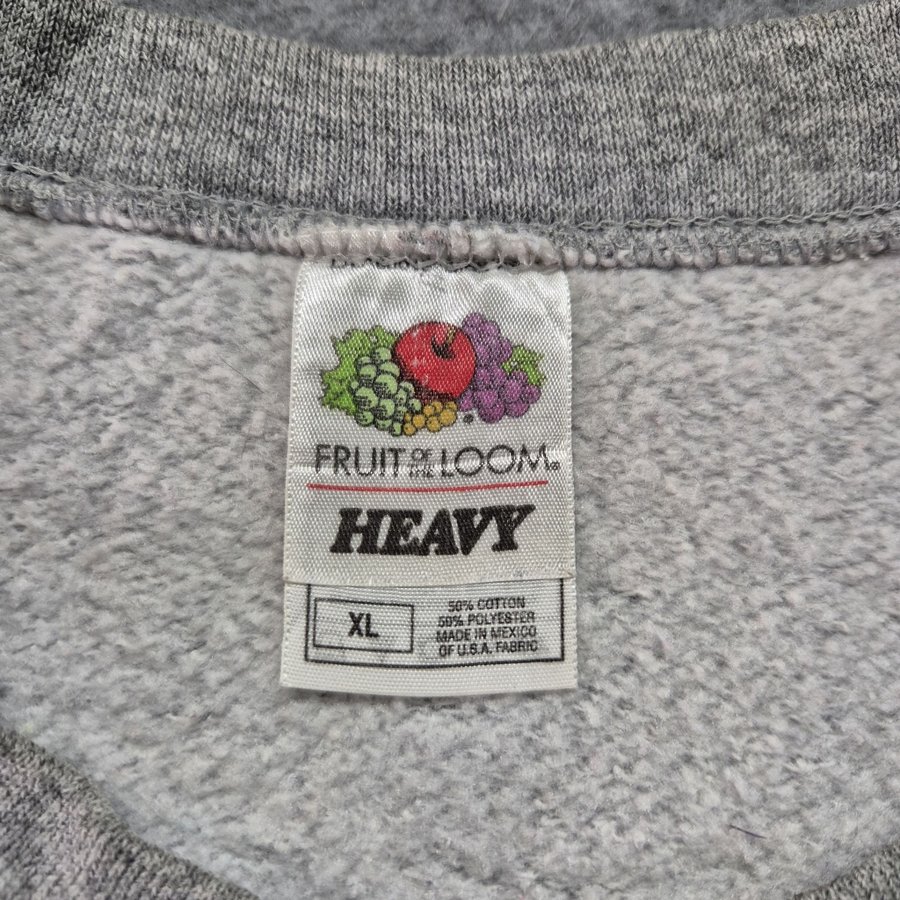 FRUIT OF THE LOOM®
HEAVY
XL
50% COTTON
50% POLYESTER
MADE IN MEXICO
OF U.S.A. FABRIC